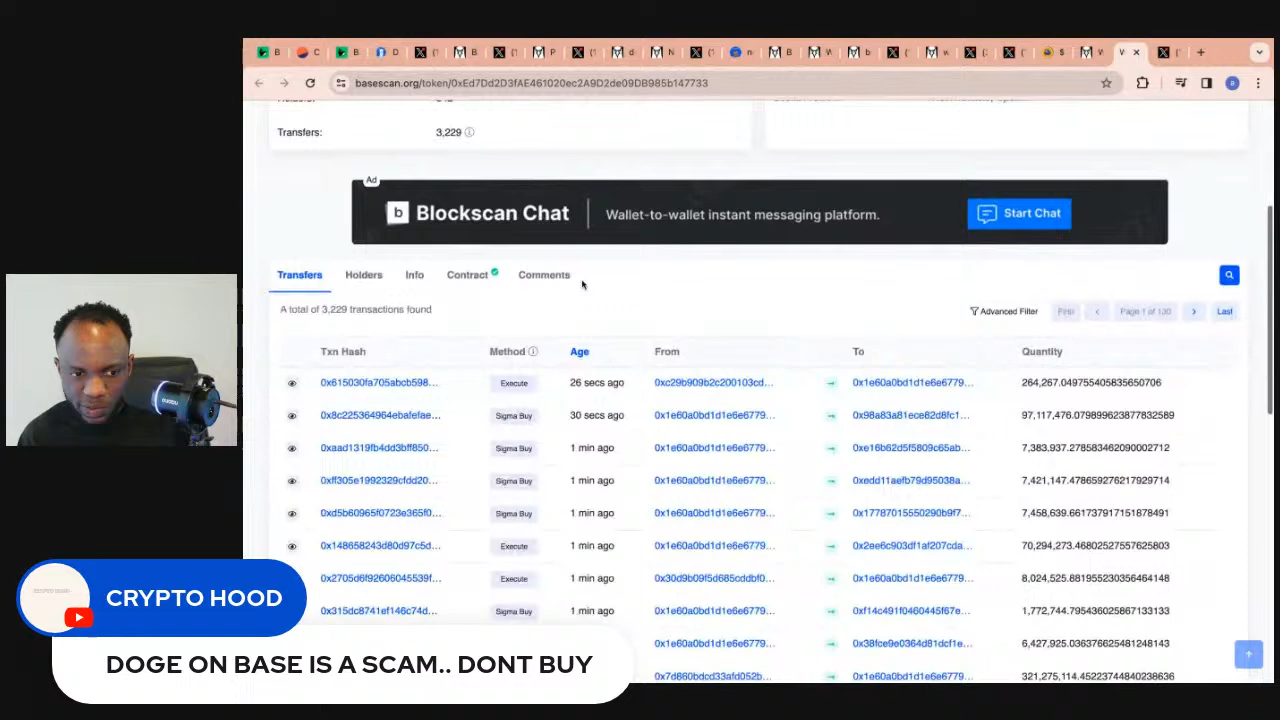 basescan.org/token/0xEd7Dd2D3fAE461020ec2A9D2de09DB985b147733
Transfers: 3,229
Ad
b Blockscan Chat Wallet-to-wallet instant messaging platform. Start Chat
Transfers Holders Info Contract Comments
A total of 3,229 transactions found Advanced Filter First Page 1 of 130 Last
Txn Hash Method Age From To Quantity
0x615030fa705abcb598... Execute 26 secs ago 0xc29b909b2c200103cd... 0x1e60a0bd1d1e6e6779... 264,267.049755405835650706
0x8c225364964ebafefae... Sigma Buy 30 secs ago 0x1e60a0bd1d1e6e6779... 0x98a83a81ece82d8fc1... 97,117,476.079899623877832589
0xaad1319fb4dd3bff850... Sigma Buy 1 min ago 0x1e60a0bd1d1e6e6779... 0xe16b62d5f5809c65ab... 7,383,937.278583462090002712
0xff305e1992329cfdd20... Sigma Buy 1 min ago 0x1e60a0bd1d1e6e6779... 0xedd11aefb79d95038a... 7,421,147.478659276217929714
0xd5b60965f0723e365f0... Sigma Buy 1 min ago 0x1e60a0bd1d1e6e6779... 0x17787015550290b9f7... 7,458,639.661737917151878491
0x148658243d80d97c5d... Execute 1 min ago 0x1e60a0bd1d1e6e6779... 0x2ee6c903df1af207cda... 70,294,273.46802527557625803
0x2705d6f92606045539f... Execute 1 min ago 0x30d9b09f5d685cddbf0... 0x1e60a0bd1d1e6e6779... 8,024,525.881955230356464148
0x315dc8741ef146c74d... Sigma Buy 1 min ago 0x1e60a0bd1d1e6e6779... 0xf14c491f0460445f67e... 1,772,744.795436025867133133
0x1e60a0bd1d1e6e6779... 0x38fce9e0364d81dcf1e... 6,427,925.036376625481248143
0x7d860bdcd33afd052b... 0x1e60a0bd1d1e6e6779... 321,275,114.45223744840238636
CRYPTO HOOD
DOGE ON BASE IS A SCAM.. DONT BUY